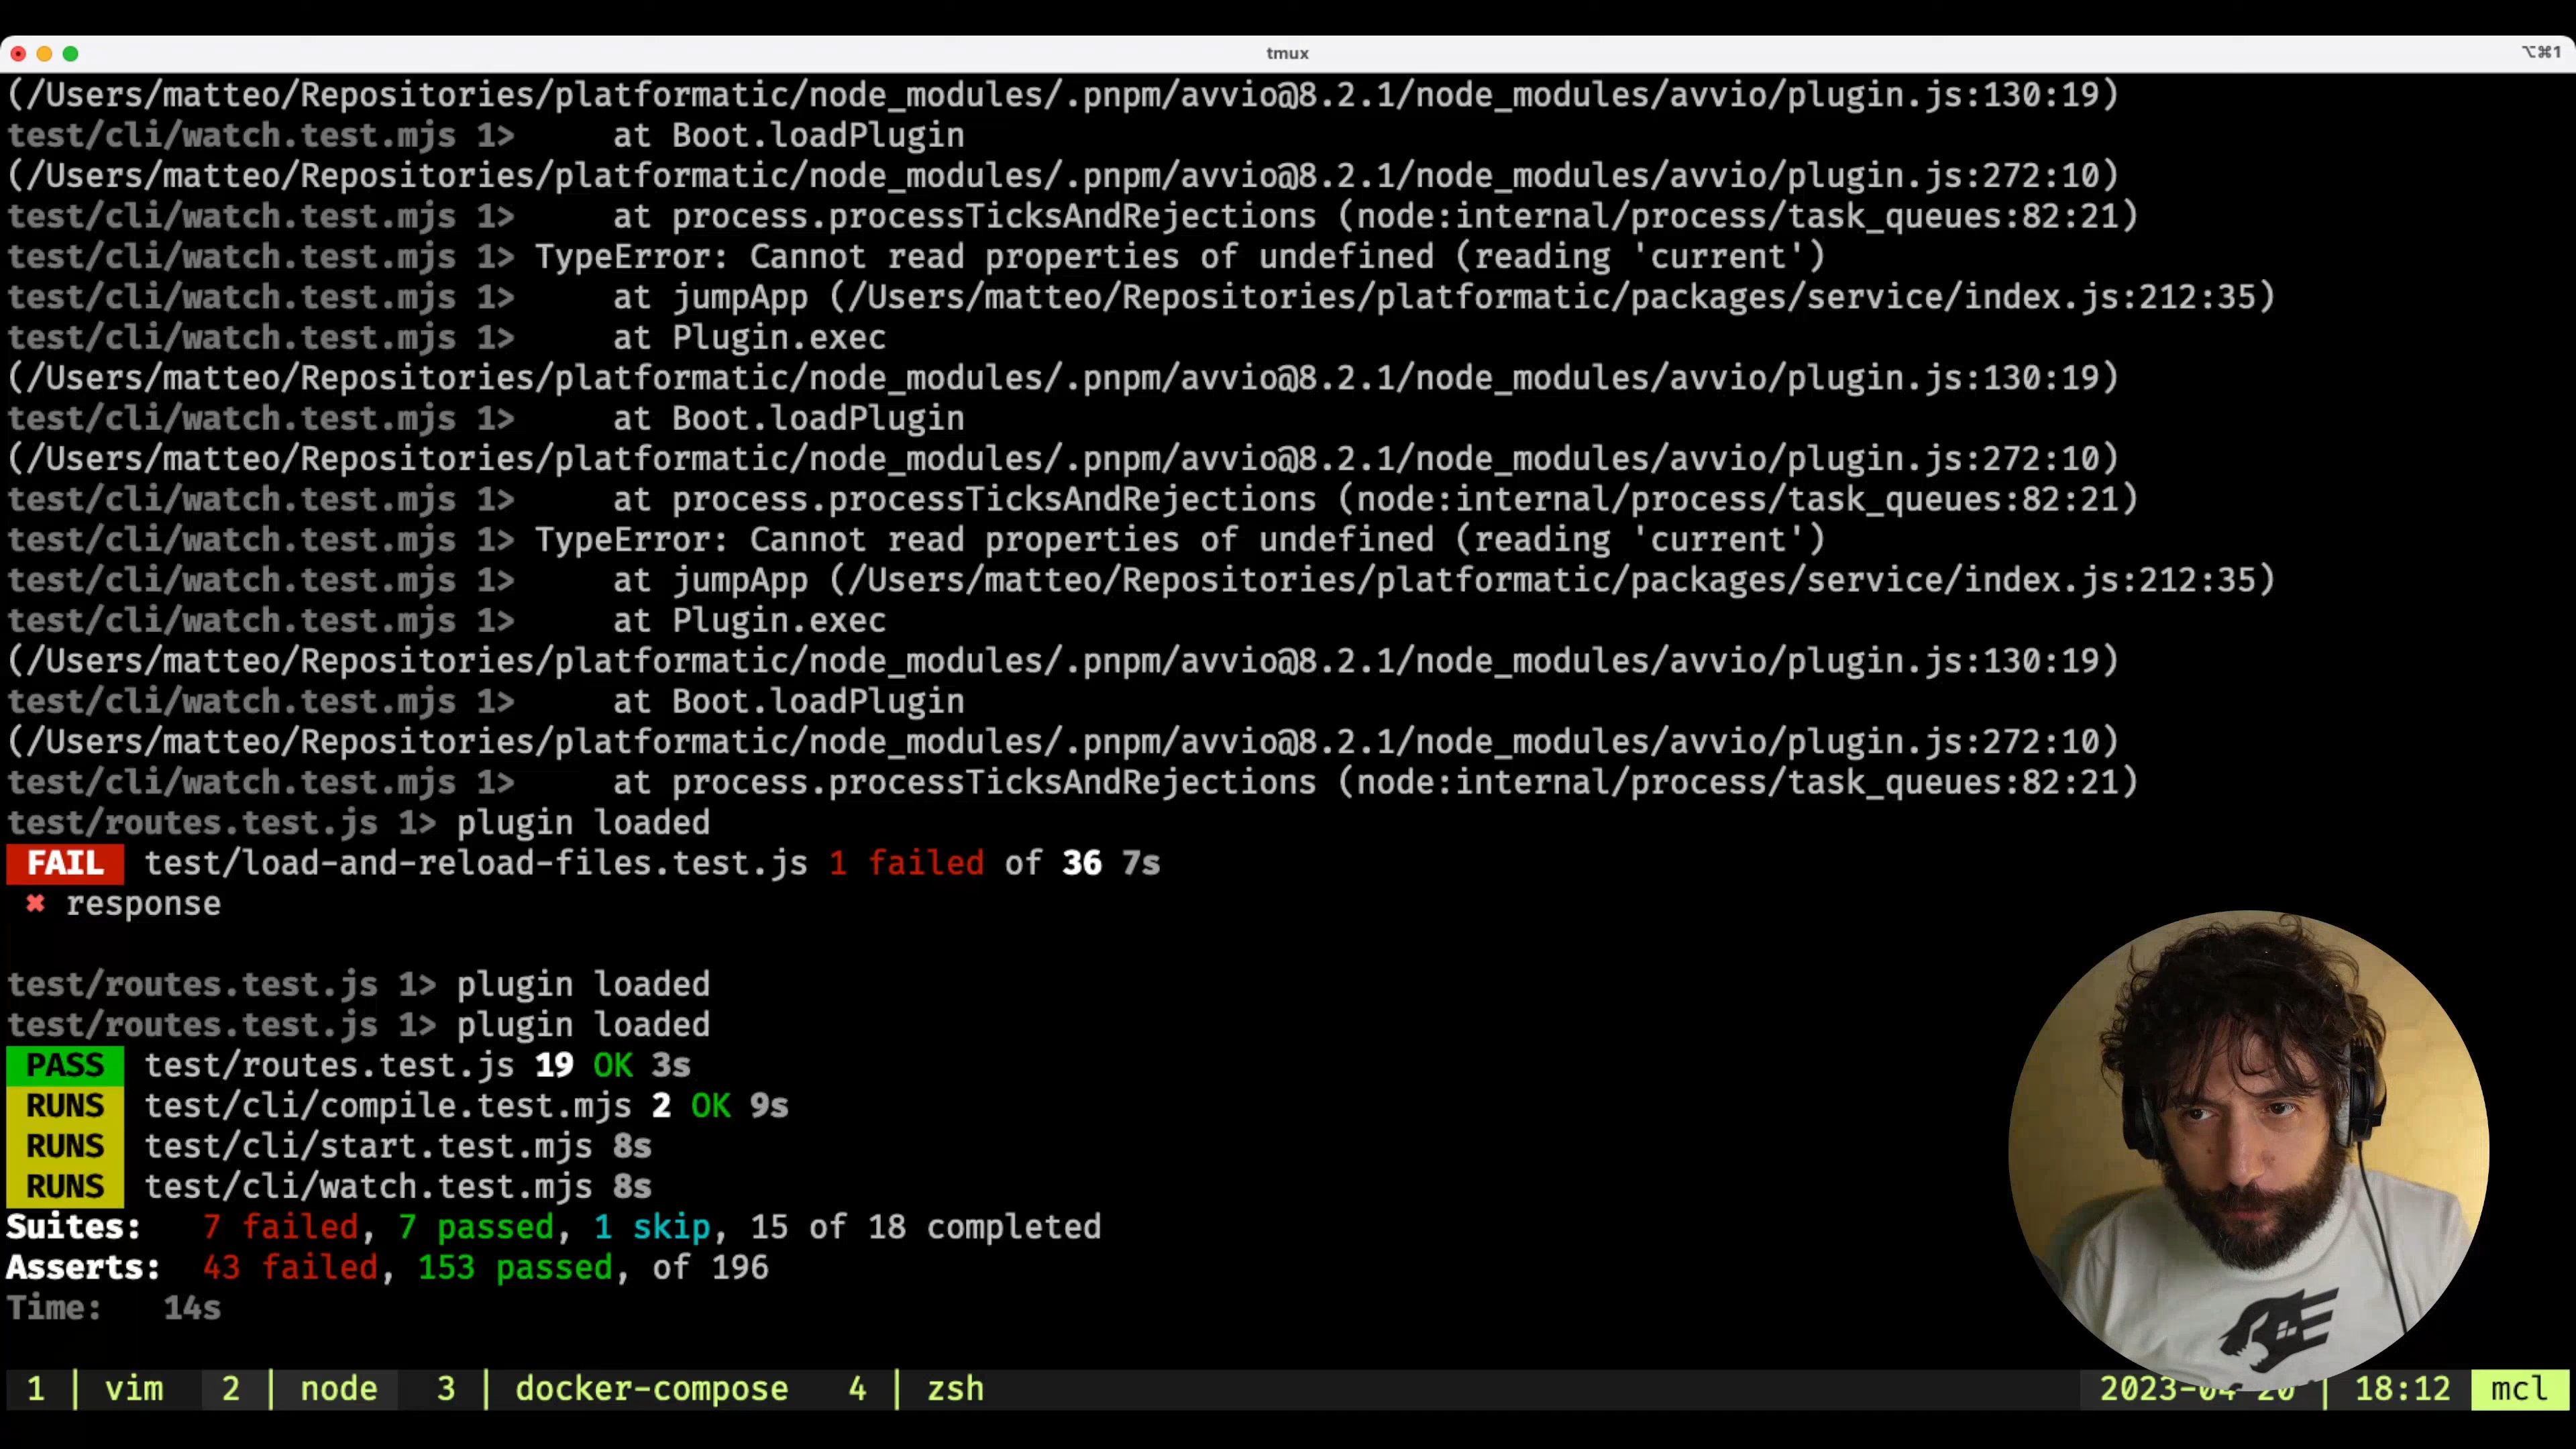 tmux
⌥⌘1
(/Users/matteo/Repositories/platformatic/node_modules/.pnpm/avvio@8.2.1/node_modules/avvio/plugin.js:130:19)
test/cli/watch.test.mjs 1>     at Boot.loadPlugin
(/Users/matteo/Repositories/platformatic/node_modules/.pnpm/avvio@8.2.1/node_modules/avvio/plugin.js:272:10)
test/cli/watch.test.mjs 1>     at process.processTicksAndRejections (node:internal/process/task_queues:82:21)
test/cli/watch.test.mjs 1> TypeError: Cannot read properties of undefined (reading 'current')
test/cli/watch.test.mjs 1>     at jumpApp (/Users/matteo/Repositories/platformatic/packages/service/index.js:212:35)
test/cli/watch.test.mjs 1>     at Plugin.exec
(/Users/matteo/Repositories/platformatic/node_modules/.pnpm/avvio@8.2.1/node_modules/avvio/plugin.js:130:19)
test/cli/watch.test.mjs 1>     at Boot.loadPlugin
(/Users/matteo/Repositories/platformatic/node_modules/.pnpm/avvio@8.2.1/node_modules/avvio/plugin.js:272:10)
test/cli/watch.test.mjs 1>     at process.processTicksAndRejections (node:internal/process/task_queues:82:21)
test/cli/watch.test.mjs 1> TypeError: Cannot read properties of undefined (reading 'current')
test/cli/watch.test.mjs 1>     at jumpApp (/Users/matteo/Repositories/platformatic/packages/service/index.js:212:35)
test/cli/watch.test.mjs 1>     at Plugin.exec
(/Users/matteo/Repositories/platformatic/node_modules/.pnpm/avvio@8.2.1/node_modules/avvio/plugin.js:130:19)
test/cli/watch.test.mjs 1>     at Boot.loadPlugin
(/Users/matteo/Repositories/platformatic/node_modules/.pnpm/avvio@8.2.1/node_modules/avvio/plugin.js:272:10)
test/cli/watch.test.mjs 1>     at process.processTicksAndRejections (node:internal/process/task_queues:82:21)
test/routes.test.js 1> plugin loaded
FAIL test/load-and-reload-files.test.js 1 failed of 36 7s
✖ response
test/routes.test.js 1> plugin loaded
test/routes.test.js 1> plugin loaded
PASS test/routes.test.js 19 OK 3s
RUNS test/cli/compile.test.mjs 2 OK 9s
RUNS test/cli/start.test.mjs 8s
RUNS test/cli/watch.test.mjs 8s
Suites:   7 failed, 7 passed, 1 skip, 15 of 18 completed
Asserts:  43 failed, 153 passed, of 196
Time:   14s
1 | vim 2 | node 3 | docker-compose 4 | zsh 2023-04-20 | 18:12 mcl